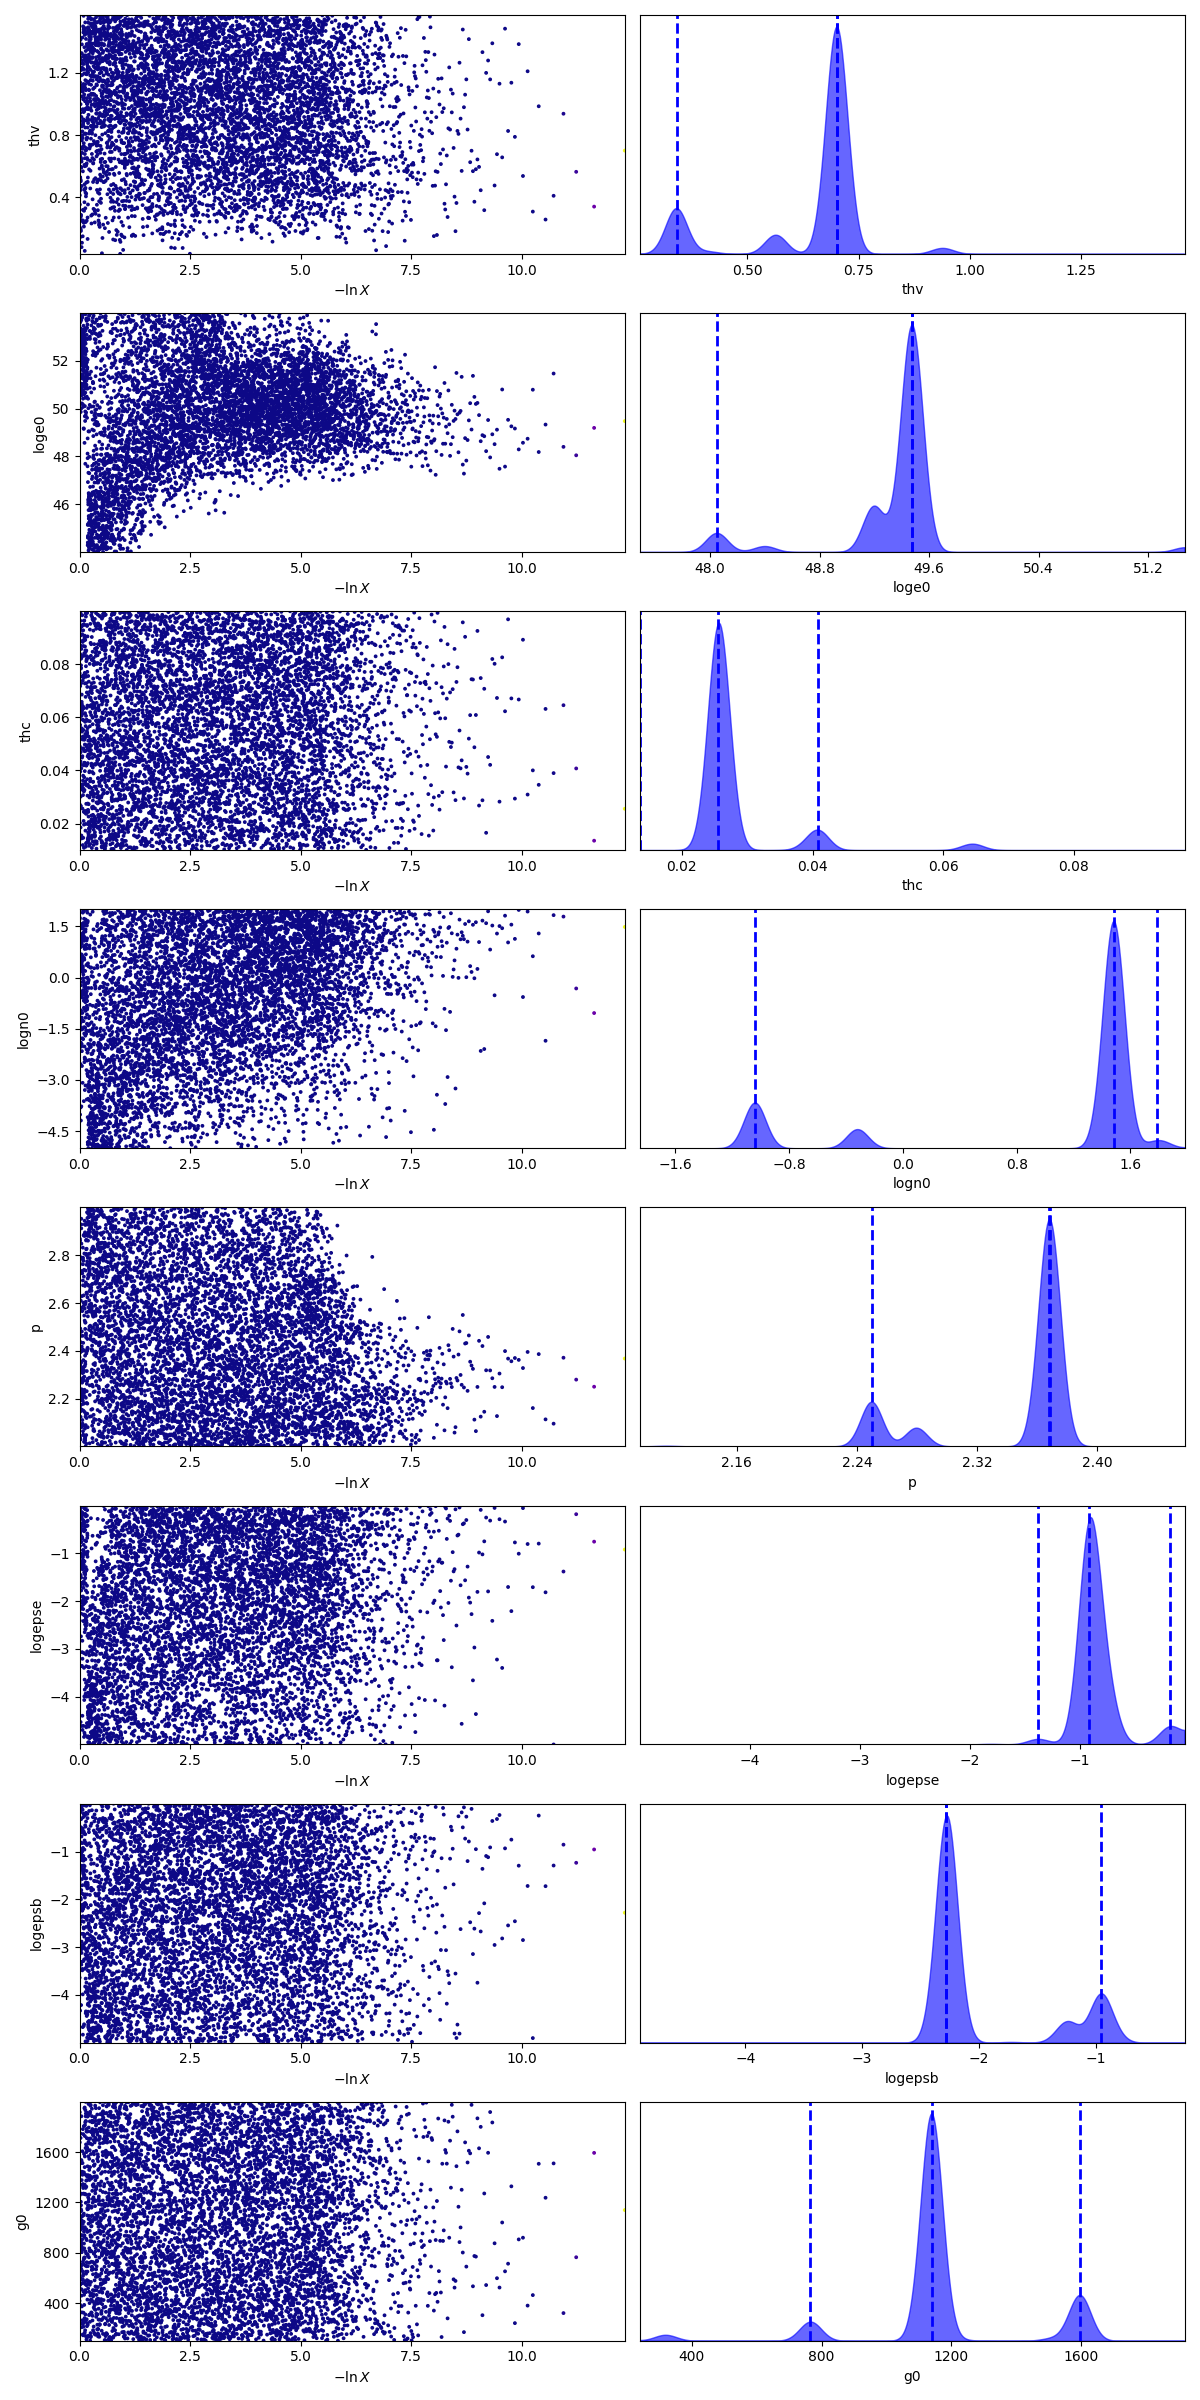 thv
1.2
0.8
0.4
0.0 2.5 5.0 7.5 10.0
−ln X
0.50 0.75 1.00 1.25
thv
loge0
52
50
48
46
0.0 2.5 5.0 7.5 10.0
−ln X
48.0 48.8 49.6 50.4 51.2
loge0
thc
0.08
0.06
0.04
0.02
0.0 2.5 5.0 7.5 10.0
−ln X
0.02 0.04 0.06 0.08
thc
logn0
1.5
0.0
−1.5
−3.0
−4.5
0.0 2.5 5.0 7.5 10.0
−ln X
−1.6 −0.8 0.0 0.8 1.6
logn0
p
2.8
2.6
2.4
2.2
0.0 2.5 5.0 7.5 10.0
−ln X
2.16 2.24 2.32 2.40
p
logepse
−1
−2
−3
−4
0.0 2.5 5.0 7.5 10.0
−ln X
−4 −3 −2 −1
logepse
logepsb
−1
−2
−3
−4
0.0 2.5 5.0 7.5 10.0
−ln X
−4 −3 −2 −1
logepsb
g0
1600
1200
800
400
0.0 2.5 5.0 7.5 10.0
−ln X
400 800 1200 1600
g0